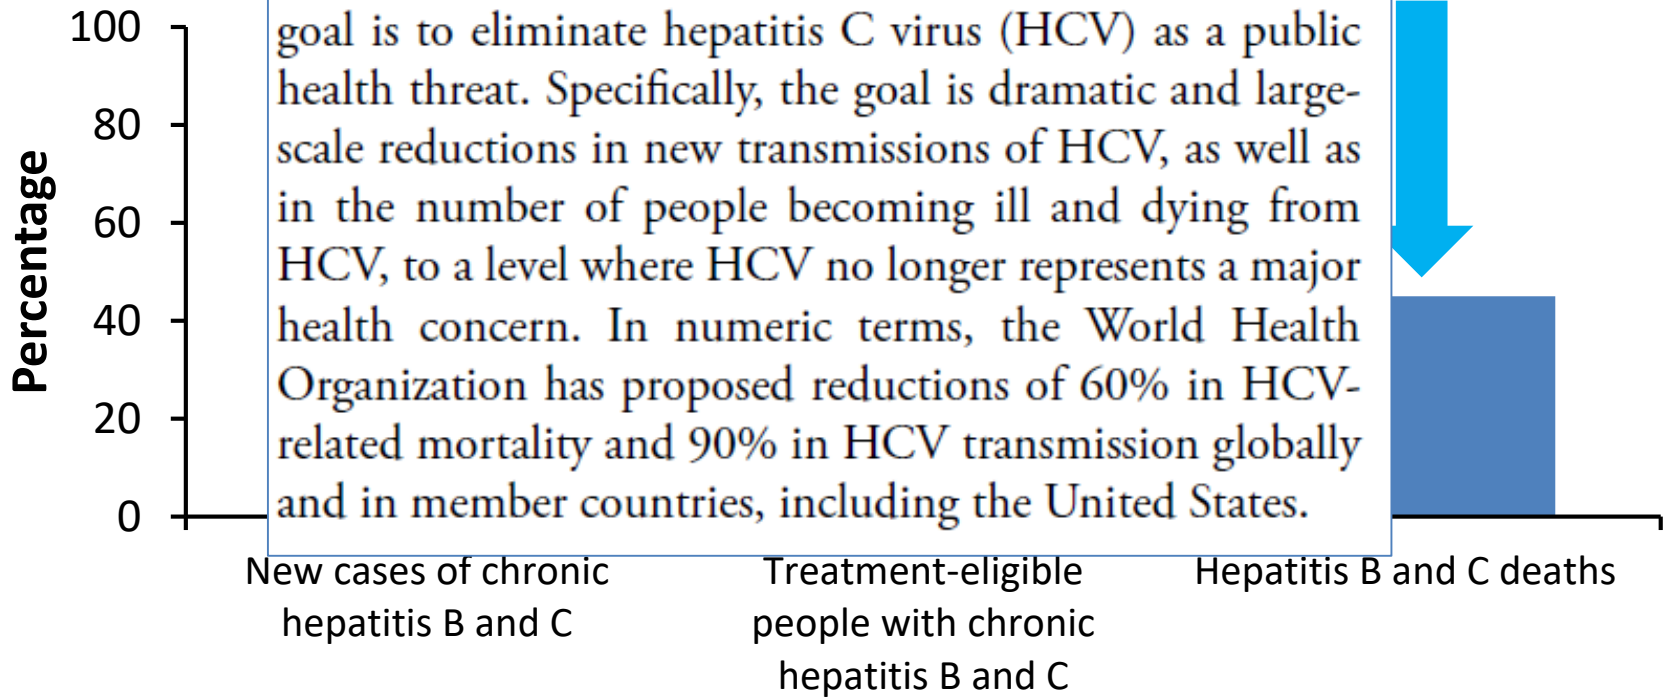 100
80
60
40
20
0
Percentage
goal is to eliminate hepatitis C virus (HCV) as a public
health threat. Specifically, the goal is dramatic and large-
scale reductions in new transmissions of HCV, as well as
in the number of people becoming ill and dying from
HCV, to a level where HCV no longer represents a major
health concern. In numeric terms, the World Health
Organization has proposed reductions of 60% in HCV-
related mortality and 90% in HCV transmission globally
and in member countries, including the United States.
New cases of chronic
hepatitis B and C
Treatment-eligible
people with chronic
hepatitis B and C
Hepatitis B and C deaths